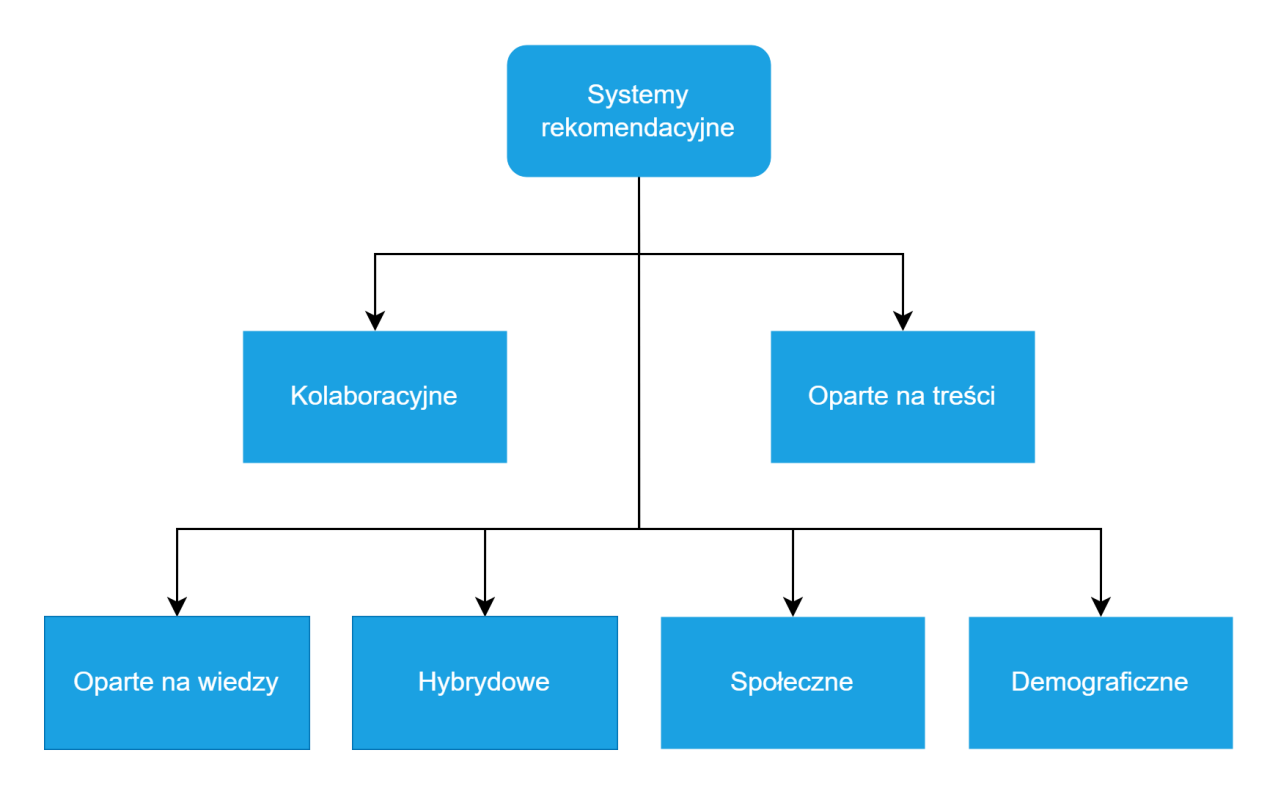 Systemy
rekomendacyjne
Kolaboracyjne
Oparte na treści
Oparte na wiedzy
Hybrydowe
Społeczne
Demograficzne